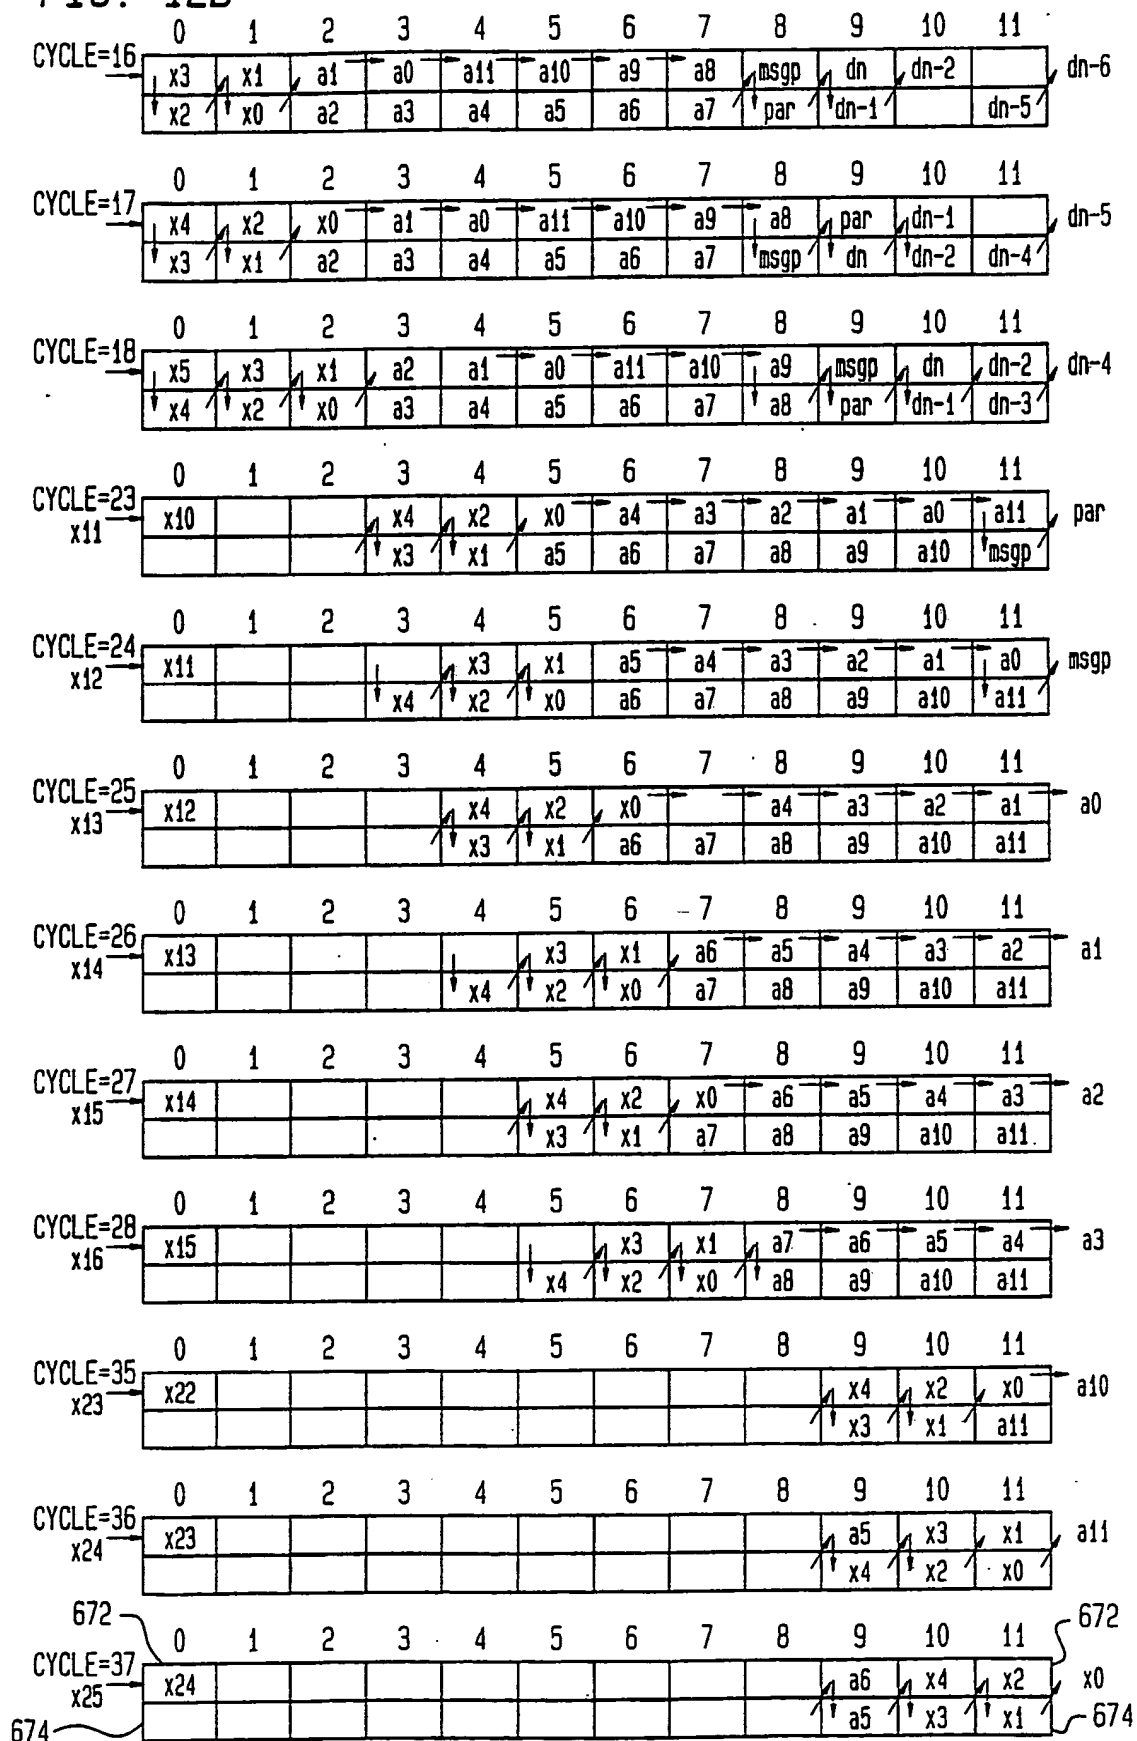 FIG. 12B
0 1 2 3 4 5 6 7 8 9 10 11
CYCLE=16 x3 x1 a1 a0 a11 a10 a9 a8 msgp dn dn-2 dn-6
x2 x0 a2 a3 a4 a5 a6 a7 par dn-1 dn-5
0 1 2 3 4 5 6 7 8 9 10 11
CYCLE=17 x4 x2 x0 a1 a0 a11 a10 a9 a8 par dn-1 dn-5
x3 x1 a2 a3 a4 a5 a6 a7 msgp dn dn-2 dn-4
0 1 2 3 4 5 6 7 8 9 10 11
CYCLE=18 x5 x3 x1 a2 a1 a0 a11 a10 a9 msgp dn dn-2 dn-4
x4 x2 x0 a3 a4 a5 a6 a7 a8 par dn-1 dn-3
0 1 2 3 4 5 6 7 8 9 10 11
CYCLE=23 x10 x4 x2 x0 a4 a3 a2 a1 a0 a11 par
x11 x3 x1 a5 a6 a7 a8 a9 a10 msgp
0 1 2 3 4 5 6 7 8 9 10 11
CYCLE=24 x11 x3 x1 a5 a4 a3 a2 a1 a0 msgp
x12 x4 x2 x0 a6 a7 a8 a9 a10 a11
0 1 2 3 4 5 6 7 8 9 10 11
CYCLE=25 x12 x4 x2 x0 a4 a3 a2 a1 a0
x13 x3 x1 a6 a7 a8 a9 a10 a11
0 1 2 3 4 5 6 7 8 9 10 11
CYCLE=26 x13 x3 x1 a6 a5 a4 a3 a2 a1
x14 x4 x2 x0 a7 a8 a9 a10 a11
0 1 2 3 4 5 6 7 8 9 10 11
CYCLE=27 x14 x4 x2 x0 a6 a5 a4 a3 a2
x15 x3 x1 a7 a8 a9 a10 a11
0 1 2 3 4 5 6 7 8 9 10 11
CYCLE=28 x15 x3 x1 a7 a6 a5 a4 a3
x16 x4 x2 x0 a8 a9 a10 a11
0 1 2 3 4 5 6 7 8 9 10 11
CYCLE=35 x22 x4 x2 x0 a10
x23 x3 x1 a11
0 1 2 3 4 5 6 7 8 9 10 11
CYCLE=36 x23 a5 x3 x1 a11
x24 x4 x2 x0
672 672
0 1 2 3 4 5 6 7 8 9 10 11
CYCLE=37 x24 a6 x4 x2 x0
x25 a5 x3 x1
674 674